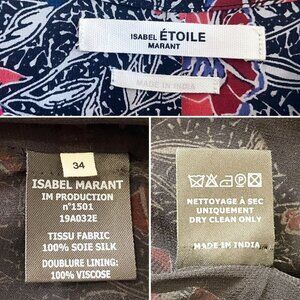 ISABEL ÉTOILE
MARANT
MADE IN INDIA
34
ISABEL MARANT
IM PRODUCTION
n°1501
19A032E
TISSU FABRIC
100% SOIE SILK
DOUBLURE LINING:
100% VISCOSE
NETTOYAGE À SEC
UNIQUEMENT
DRY CLEAN ONLY
MADE IN INDIA